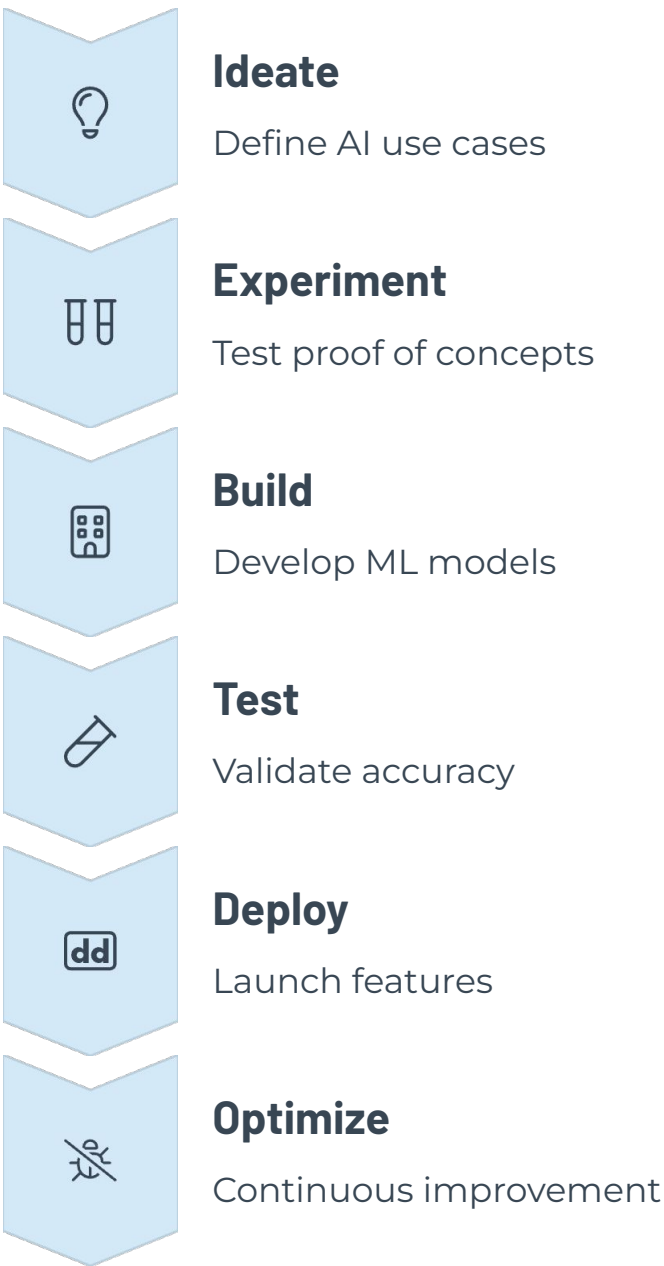 Ideate
Define AI use cases
Experiment
Test proof of concepts
Build
Develop ML models
Test
Validate accuracy
Deploy
dd
Launch features
Optimize
Continuous improvement